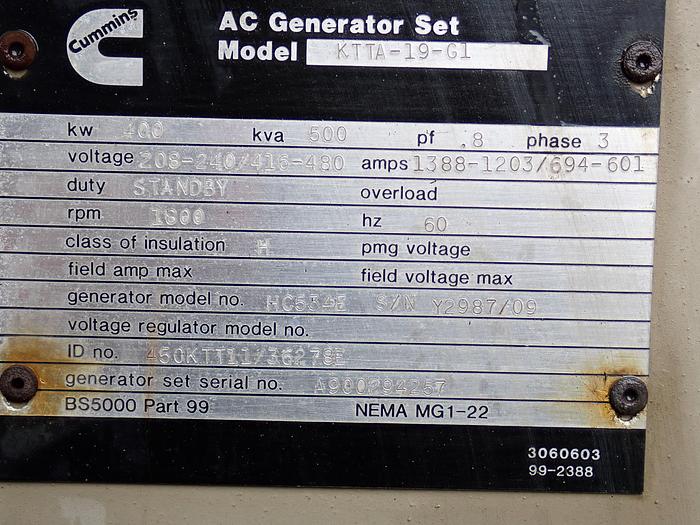 Cummins
AC Generator Set
Model KTTA-19-G1
kw 400 kva 500 pf .8 phase 3
voltage 208-240/416-480 amps 1388-1203/694-601
duty STANDBY overload
rpm 1800 hz 60
class of insulation H pmg voltage
field amp max field voltage max
generator model no. HC534E S/N Y2987/09
voltage regulator model no.
ID no.
generator set serial no.
BS5000 Part 99 NEMA MG1-22
3060603
99-2388